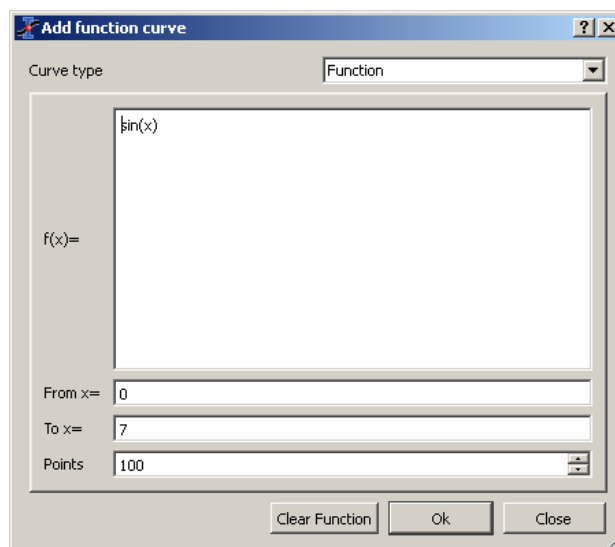 Add function curve
Curve type Function
sin(x)
f(x)=
From x= 0
To x= 7
Points 100
Clear Function Ok Close